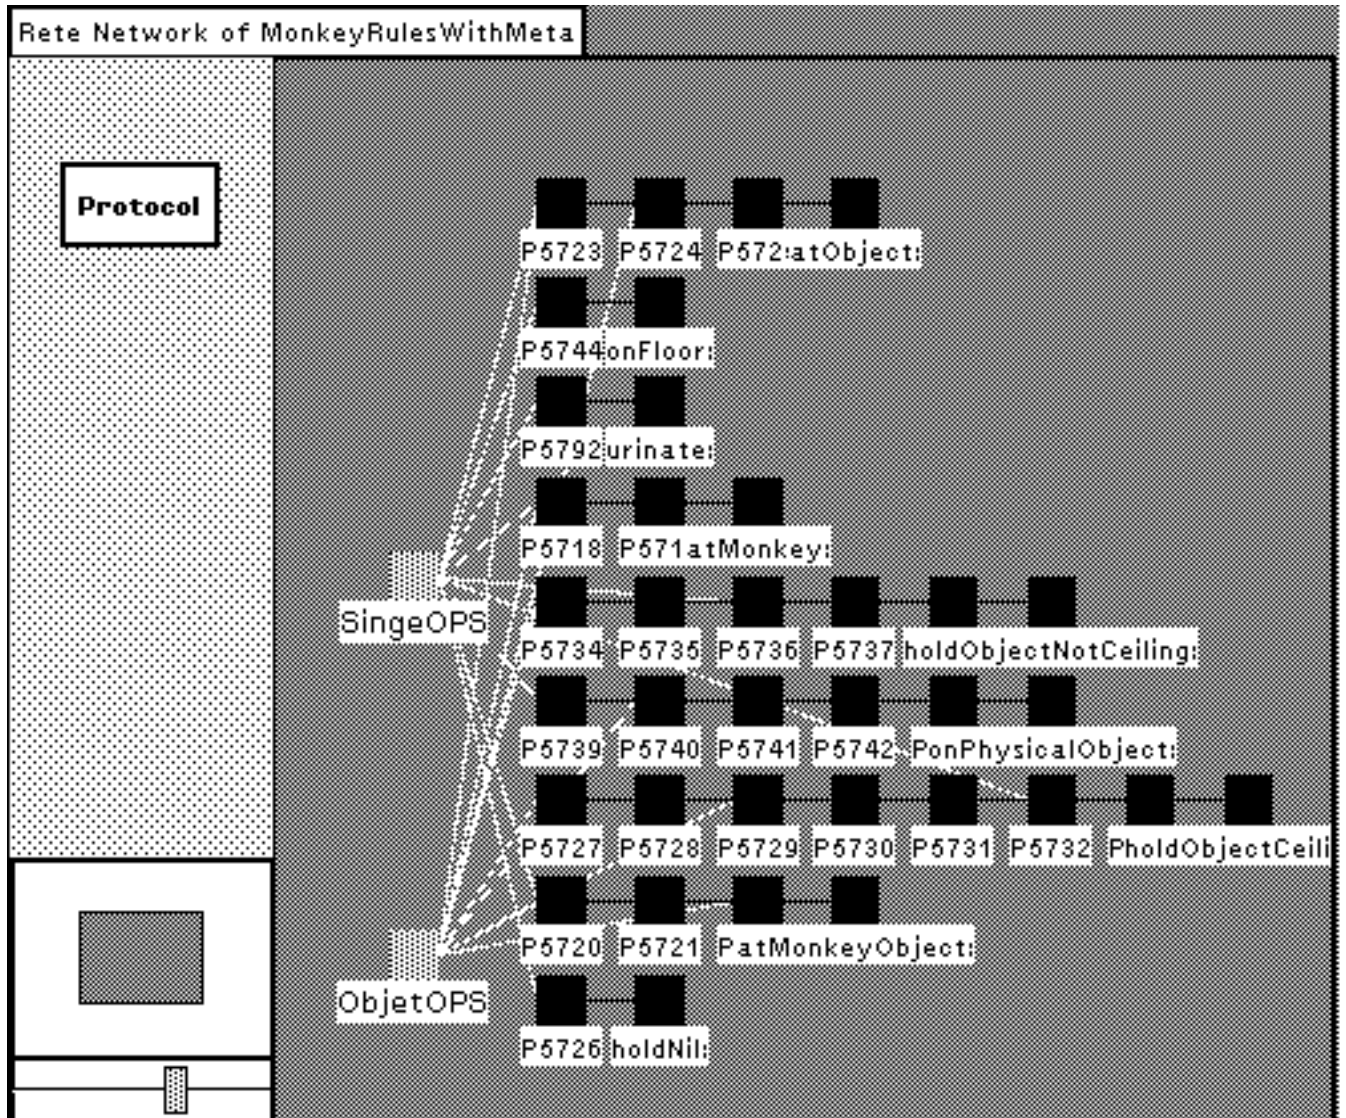 Rete Network of MonkeyRulesWithMeta
Protocol
P5723 P5724 P572 atObject:
P5744 onFloor:
P5792 urinate:
P5718 P571 atMonkey:
SingeOPS
P5734 P5735 P5736 P5737 holdObjectNotCeiling:
P5739 P5740 P5741 P5742 PonPhysicalObject:
P5727 P5728 P5729 P5730 P5731 P5732 PholdObjectCeili
P5720 P5721 PatMonkeyObject:
ObjetOPS
P5726 holdNil: